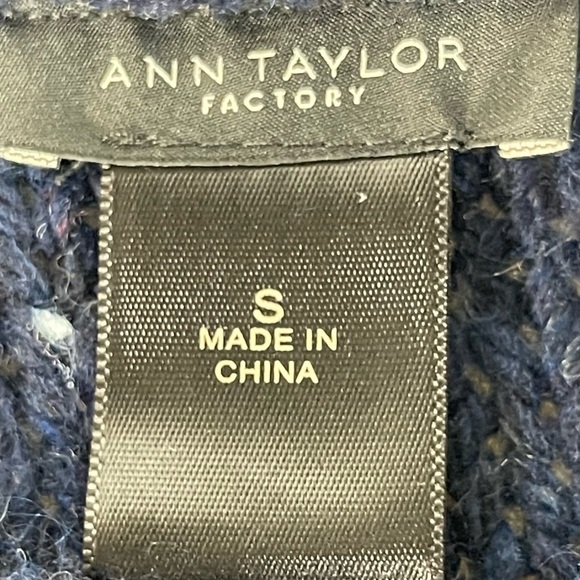 ANN TAYLOR
FACTORY
S
MADE IN
CHINA